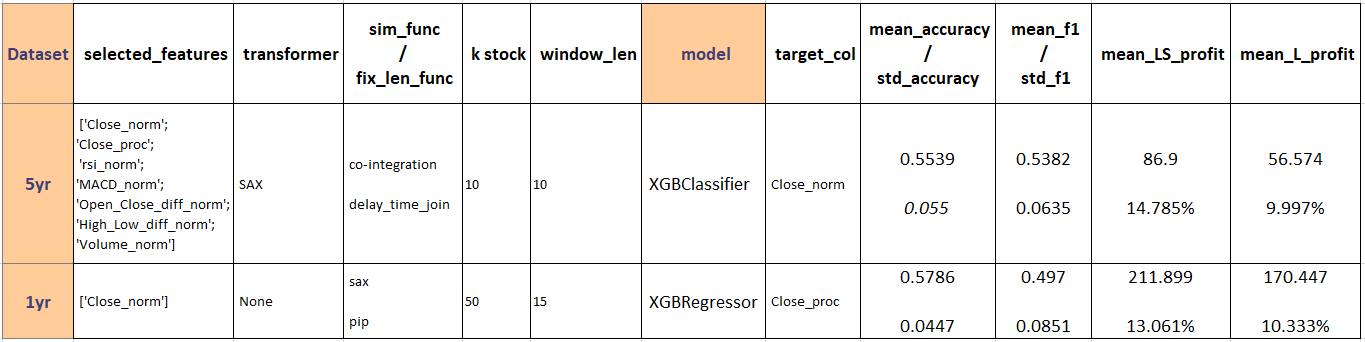 Dataset
selected_features
transformer
sim_func
/
fix_len_func
k stock
window_len
model
target_col
mean_accuracy
/
std_accuracy
mean_f1
/
std_f1
mean_LS_profit
mean_L_profit
5yr
['Close_norm';
'Close_proc';
'rsi_norm';
'MACD_norm';
'Open_Close_diff_norm';
'High_Low_diff_norm';
'Volume_norm']
SAX
co-integration
delay_time_join
10
10
XGBClassifier
Close_norm
0.5539
0.055
0.5382
0.0635
86.9
14.785%
56.574
9.997%
1yr
['Close_norm']
None
sax
pip
50
15
XGBRegressor
Close_proc
0.5786
0.0447
0.497
0.0851
211.899
13.061%
170.447
10.333%